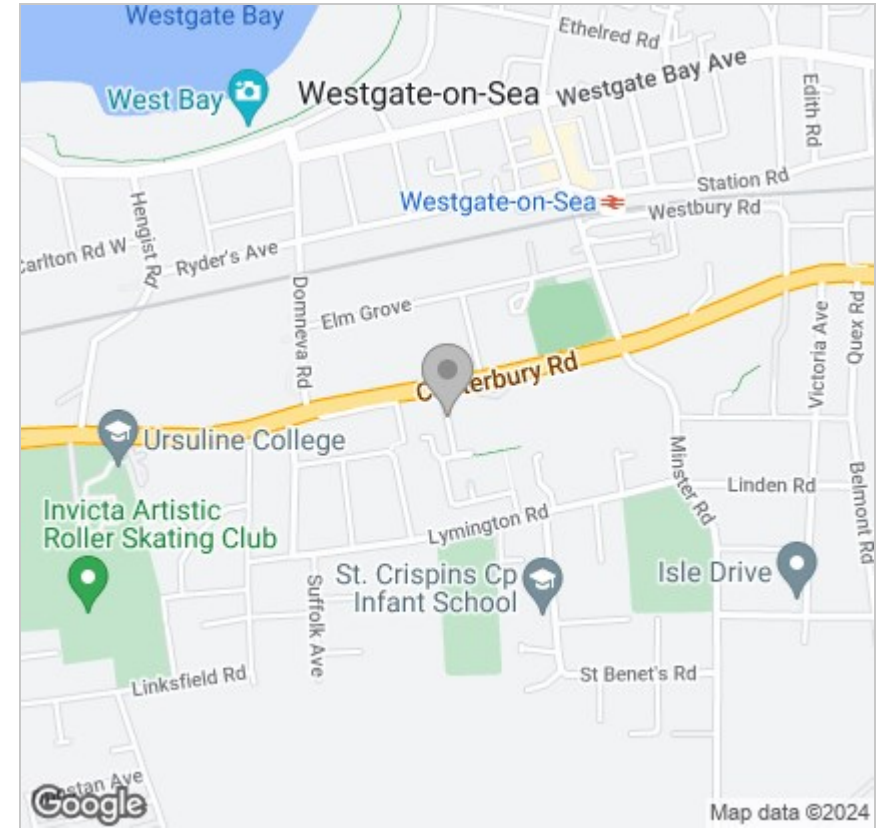 Westgate Bay
Ethelred Rd
West Bay
Westgate-on-Sea
Westgate Bay Ave
Edith Rd
Station Rd
Westgate-on-Sea
Westbury Rd
Hengist Rd
Carlton Rd W
Ryder's Ave
Domneva Rd
Elm Grove
Canterbury Rd
Victoria Ave
Quex Rd
Ursuline College
Minster Rd
Linden Rd
Belmont Rd
Invicta Artistic
Roller Skating Club
Lymington Rd
St. Crispins Cp
Infant School
Isle Drive
Suffolk Ave
Linksfield Rd
St Benet's Rd
Ave
Google
Map data ©2024